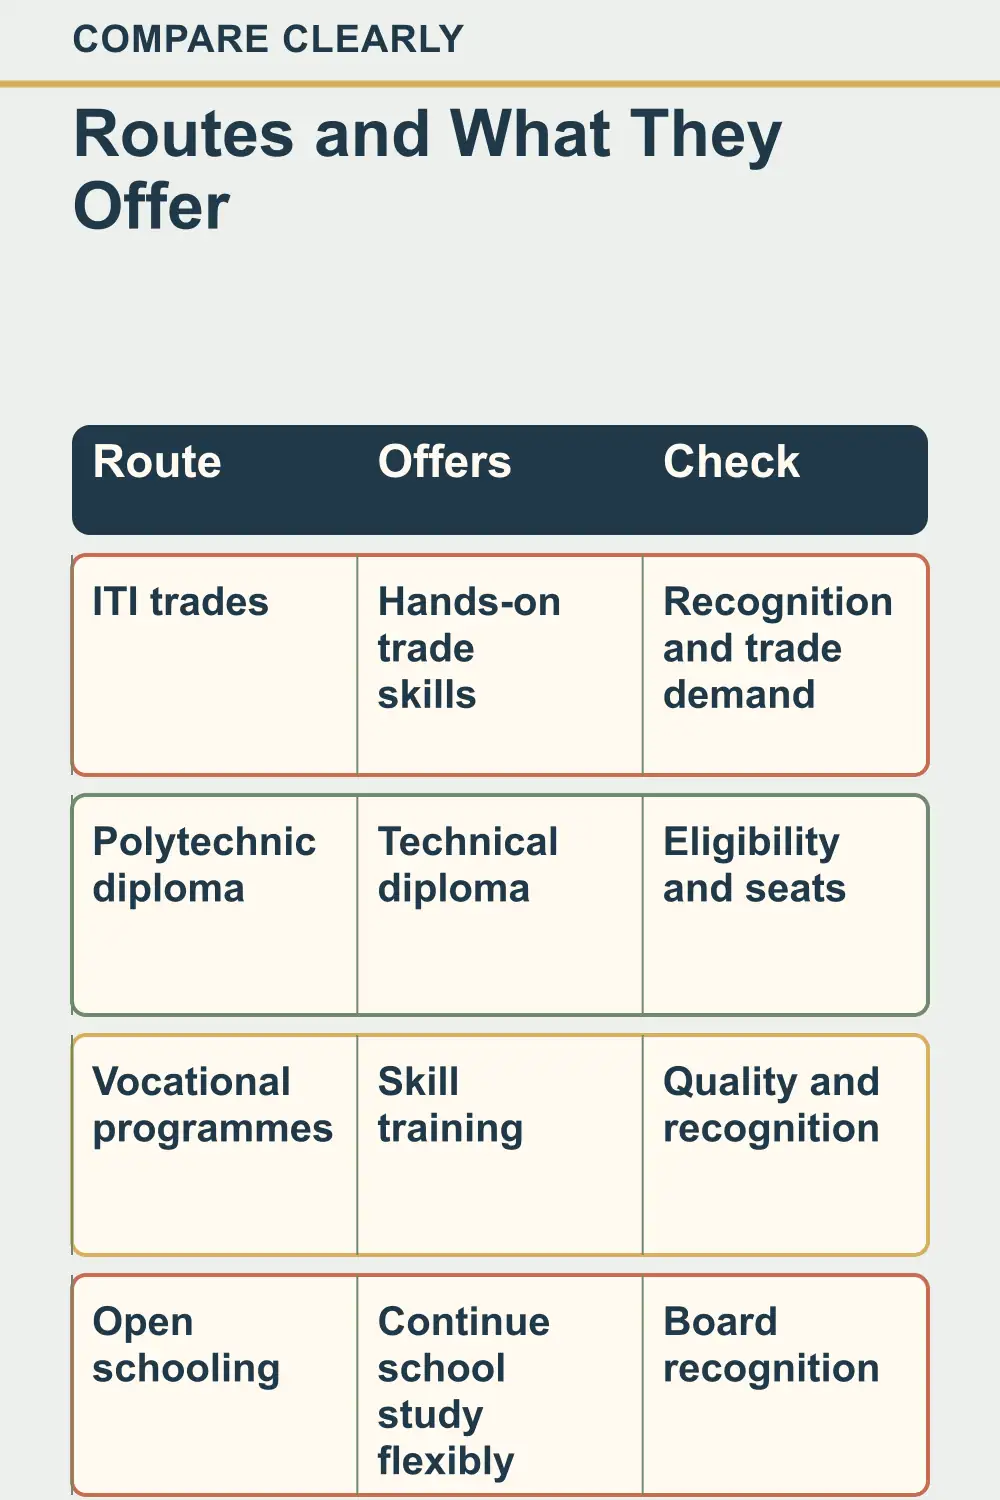 COMPARE CLEARLY
Routes and What They
Offer
Route Offers Check
ITI trades
Hands-on
trade
skills
Recognition
and trade
demand
Polytechnic
diploma
Technical
diploma
Eligibility
and seats
Vocational
programmes
Skill
training
Quality and
recognition
Open
schooling
Continue
school
study
flexibly
Board
recognition